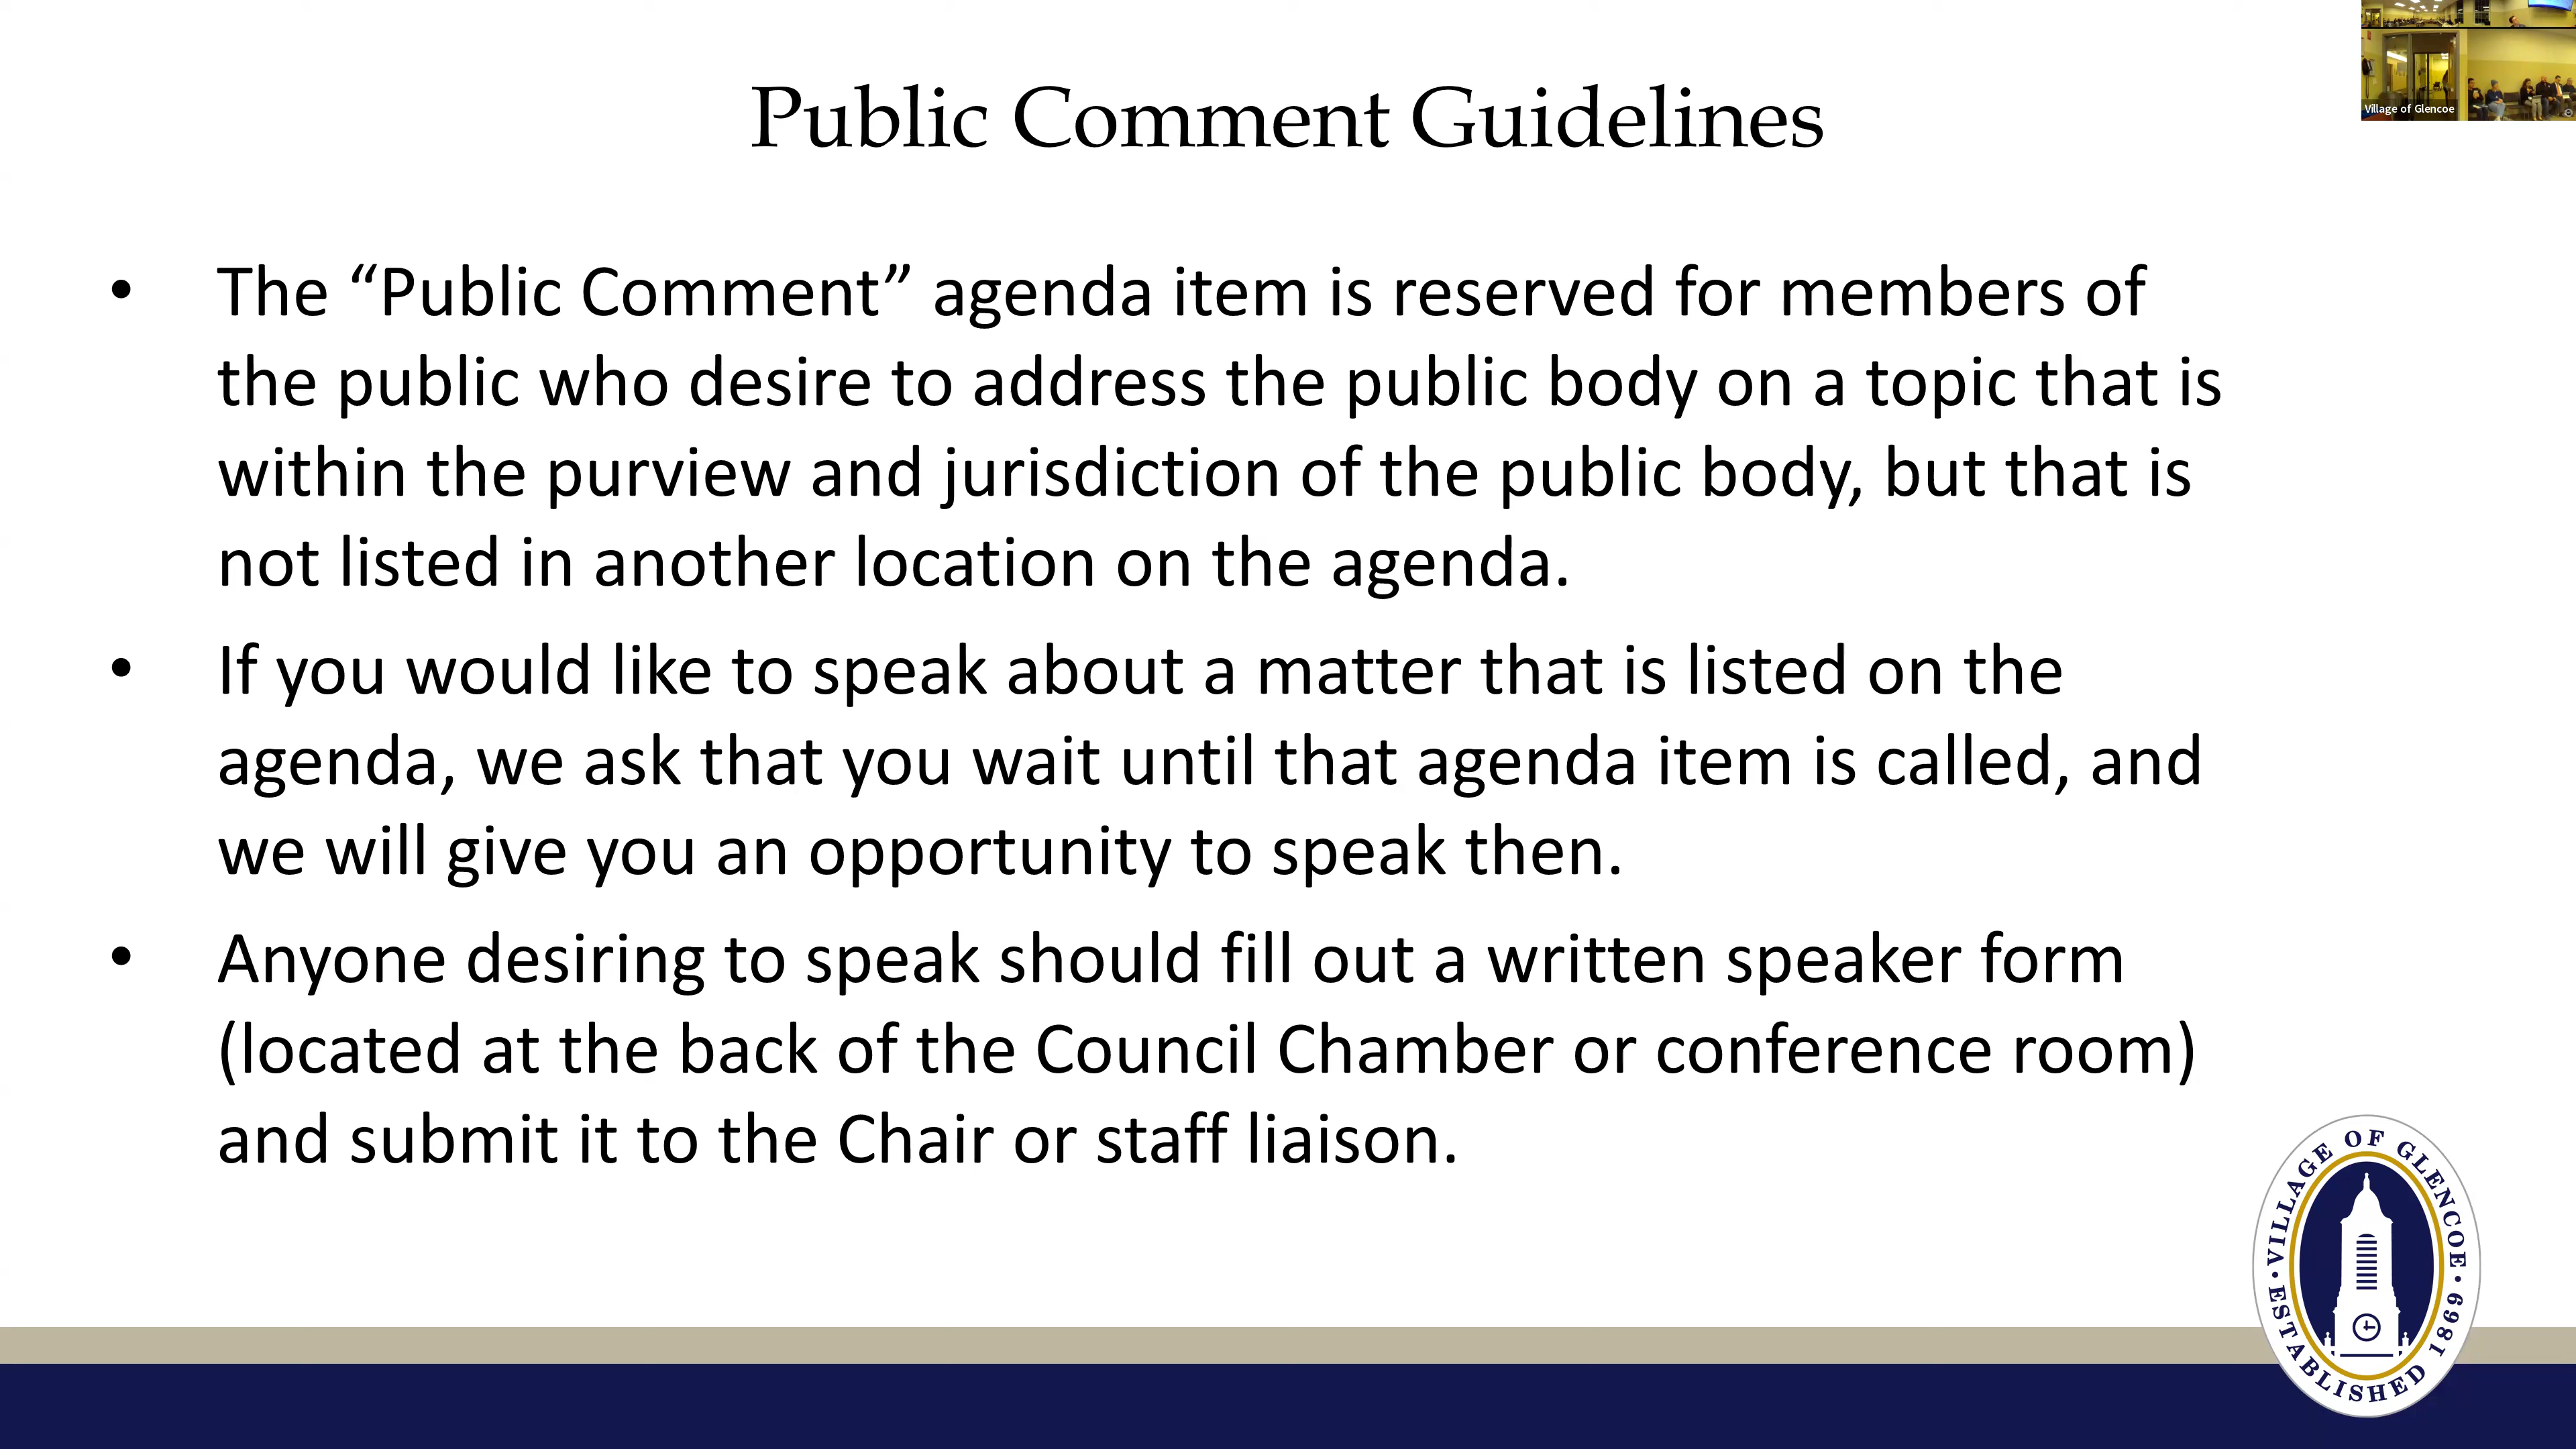 Village of Glencoe
Public Comment Guidelines
• The “Public Comment” agenda item is reserved for members of
the public who desire to address the public body on a topic that is
within the purview and jurisdiction of the public body, but that is
not listed in another location on the agenda.
• If you would like to speak about a matter that is listed on the
agenda, we ask that you wait until that agenda item is called, and
we will give you an opportunity to speak then.
• Anyone desiring to speak should fill out a written speaker form
(located at the back of the Council Chamber or conference room)
and submit it to the Chair or staff liaison.
VILLAGE OF GLENCOE
• ESTABLISHED 1869 •